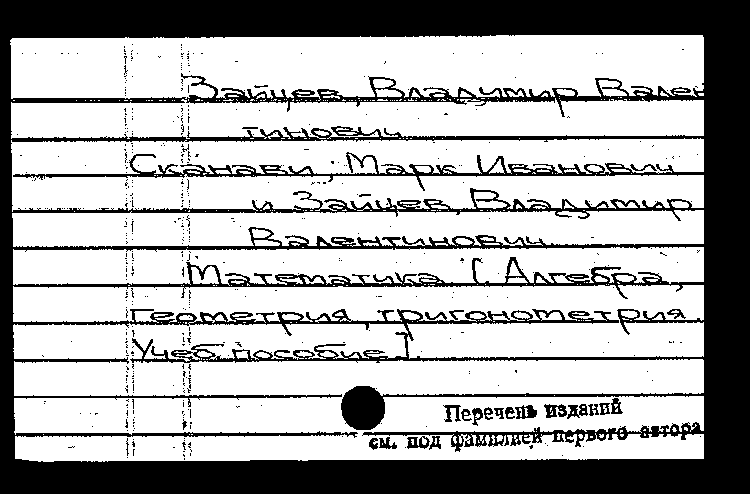 Зайцев, Владимир Вален
тинович
Сканави, Марк Иванович
и Зайцев, Владимир
Валентинович.
Математика [. Алгебра,
геометрия, тригонометрия.
Учеб. пособие]
Перечень изданий
см. под фамилией первого автора